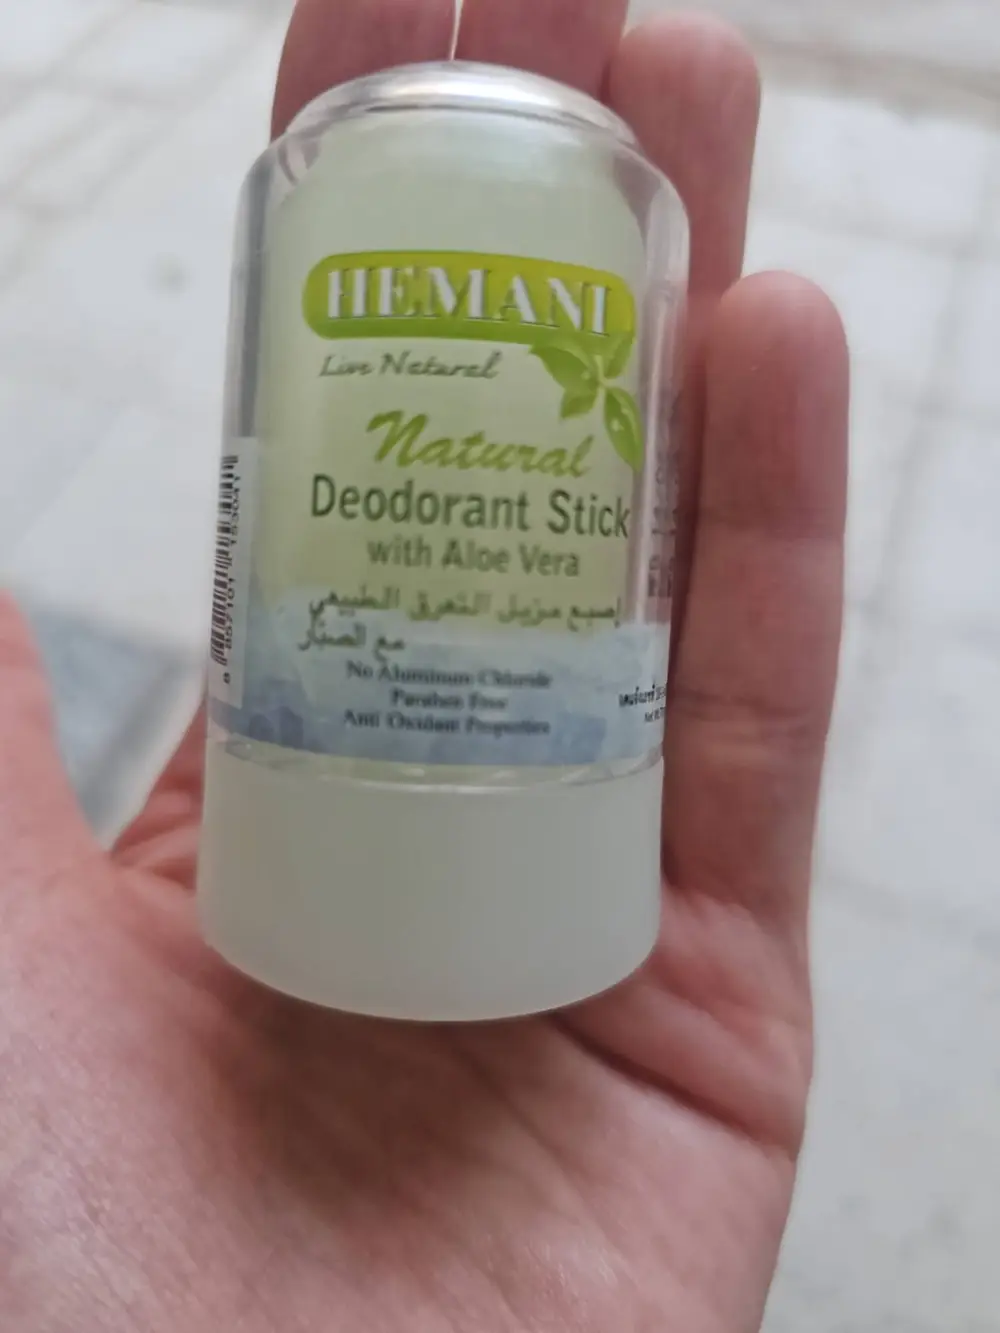 HEMANI
Live Natural
Natural
Deodorant Stick
with Aloe Vera
إصبع مزيل التعرق الطبيعي
مع الصبار
No Aluminum Chloride
Paraben Free
Anti Oxidant Properties